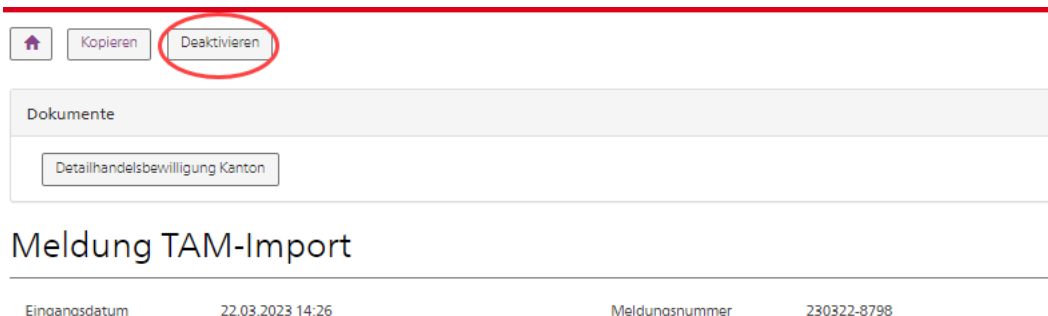 Kopieren Deaktivieren
Dokumente
Detailhandelsbewilligung Kanton
Meldung TAM-Import
Eingangsdatum 22.03.2023 14:26 Meldungsnummer 230322-8798